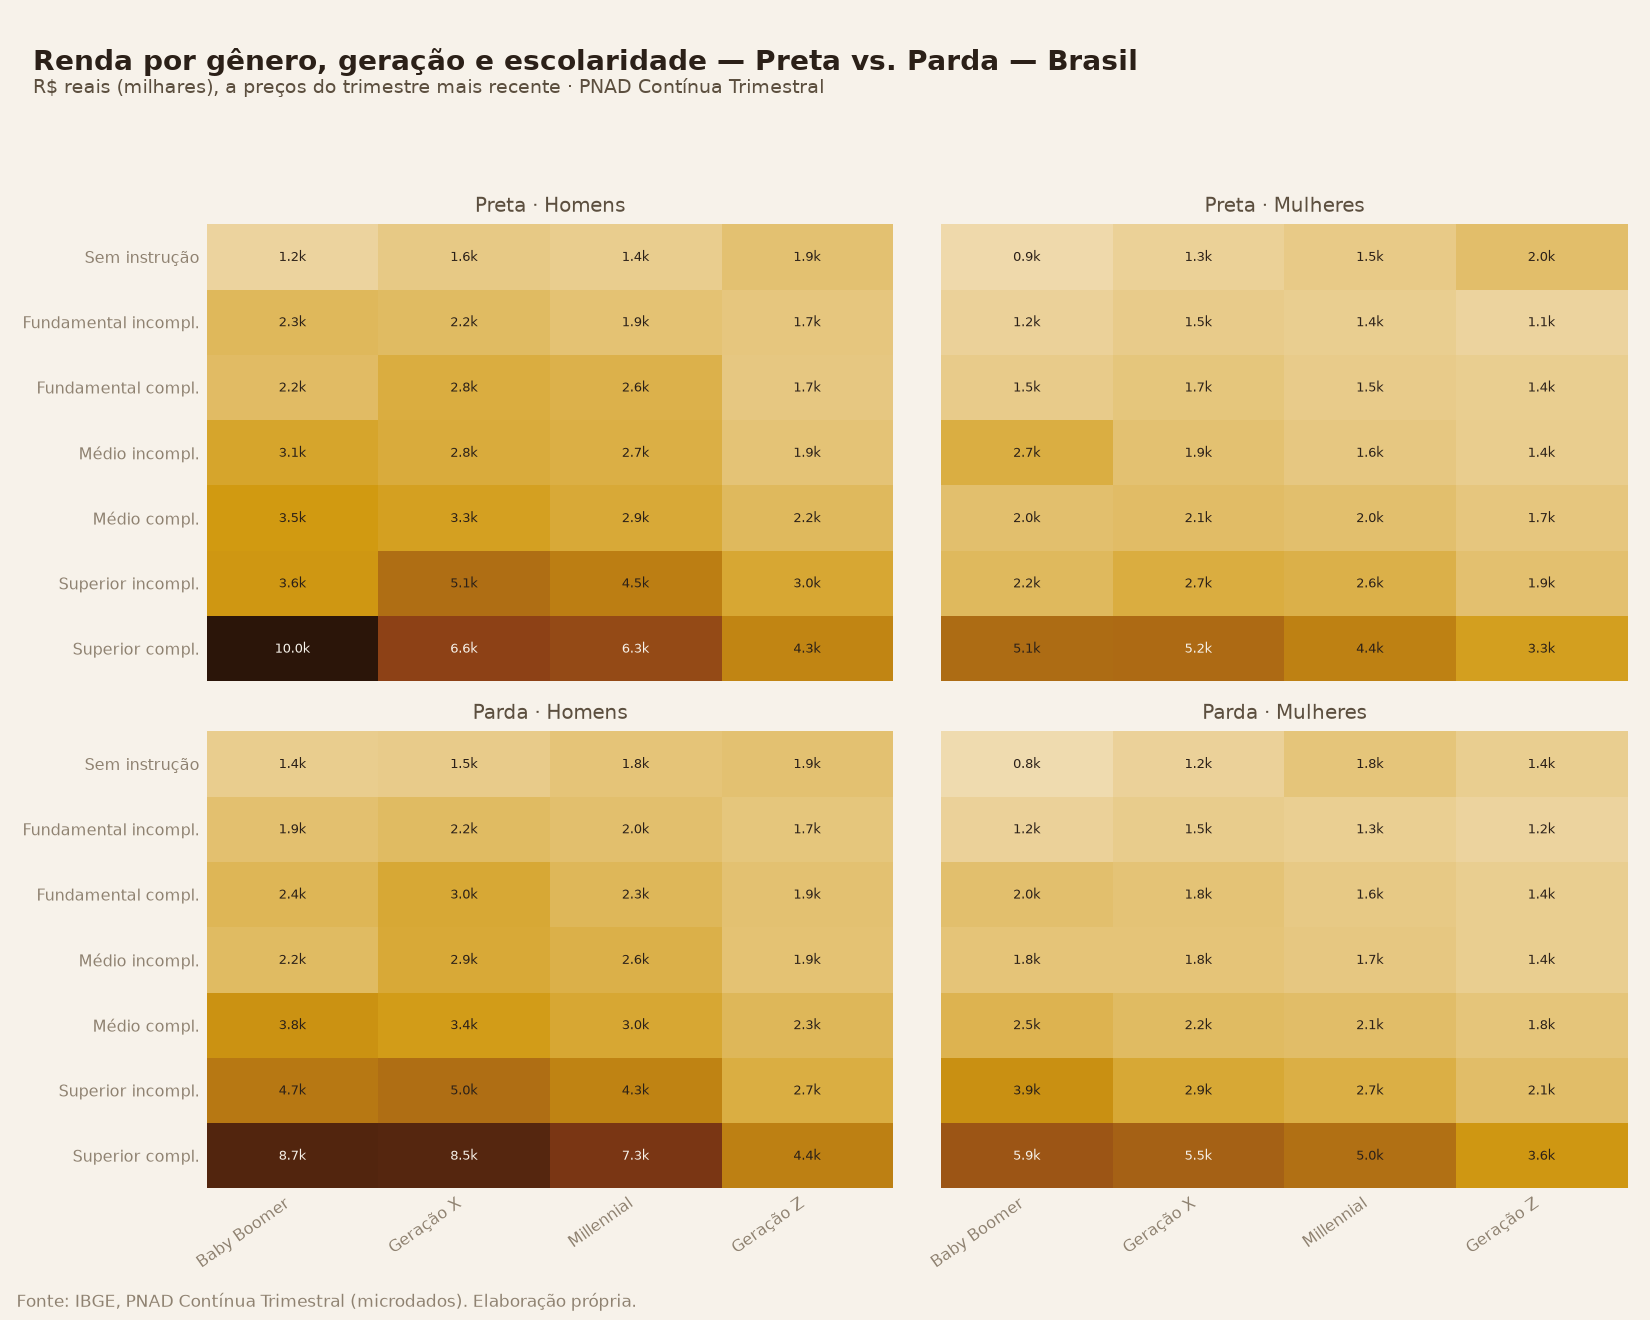 Renda por gênero, geração e escolaridade — Preta vs. Parda — Brasil
R$ reais (milhares), a preços do trimestre mais recente · PNAD Contínua Trimestral
Preta · Homens Preta · Mulheres
Sem instrução 1.2k 1.6k 1.4k 1.9k 0.9k 1.3k 1.5k 2.0k
Fundamental incompl. 2.3k 2.2k 1.9k 1.7k 1.2k 1.5k 1.4k 1.1k
Fundamental compl. 2.2k 2.8k 2.6k 1.7k 1.5k 1.7k 1.5k 1.4k
Médio incompl. 3.1k 2.8k 2.7k 1.9k 2.7k 1.9k 1.6k 1.4k
Médio compl. 3.5k 3.3k 2.9k 2.2k 2.0k 2.1k 2.0k 1.7k
Superior incompl. 3.6k 5.1k 4.5k 3.0k 2.2k 2.7k 2.6k 1.9k
Superior compl. 10.0k 6.6k 6.3k 4.3k 5.1k 5.2k 4.4k 3.3k
Parda · Homens Parda · Mulheres
Sem instrução 1.4k 1.5k 1.8k 1.9k 0.8k 1.2k 1.8k 1.4k
Fundamental incompl. 1.9k 2.2k 2.0k 1.7k 1.2k 1.5k 1.3k 1.2k
Fundamental compl. 2.4k 3.0k 2.3k 1.9k 2.0k 1.8k 1.6k 1.4k
Médio incompl. 2.2k 2.9k 2.6k 1.9k 1.8k 1.8k 1.7k 1.4k
Médio compl. 3.8k 3.4k 3.0k 2.3k 2.5k 2.2k 2.1k 1.8k
Superior incompl. 4.7k 5.0k 4.3k 2.7k 3.9k 2.9k 2.7k 2.1k
Superior compl. 8.7k 8.5k 7.3k 4.4k 5.9k 5.5k 5.0k 3.6k
Baby Boomer Geração X Millennial Geração Z Baby Boomer Geração X Millennial Geração Z
Fonte: IBGE, PNAD Contínua Trimestral (microdados). Elaboração própria.